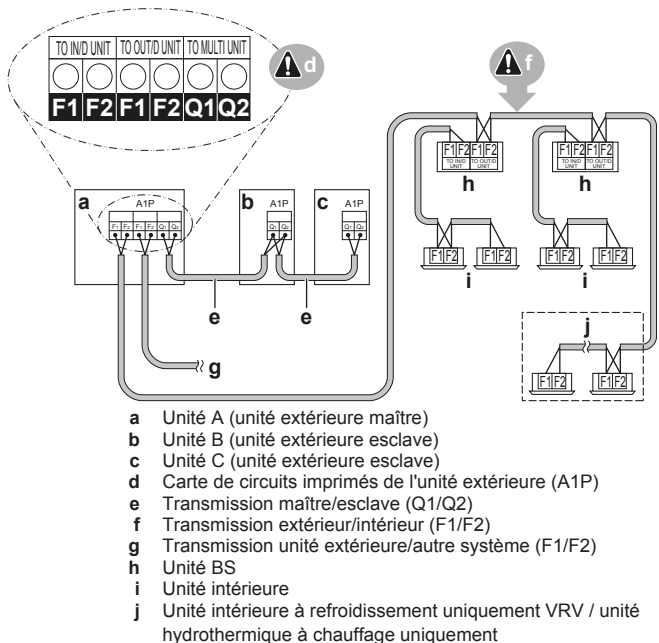 TO IN/D UNIT TO OUT/D UNIT TO MULTI UNIT
F1 F2 F1 F2 Q1 Q2
d
f
F1 F2 F1 F2 F1 F2 F1 F2
TO IN/D UNIT TO OUT/D UNIT TO IN/D UNIT TO OUT/D UNIT
h h
a A1P b A1P c A1P
F1 F2 F1 F2 Q1 Q2 Q1 Q2 Q1 Q2
F1 F2 F1 F2 F1 F2 F1 F2
i i
e e
j
g
F1 F2 F1 F2
a Unité A (unité extérieure maître)
b Unité B (unité extérieure esclave)
c Unité C (unité extérieure esclave)
d Carte de circuits imprimés de l'unité extérieure (A1P)
e Transmission maître/esclave (Q1/Q2)
f Transmission extérieur/intérieur (F1/F2)
g Transmission unité extérieure/autre système (F1/F2)
h Unité BS
i Unité intérieure
j Unité intérieure à refroidissement uniquement VRV / unité
hydrothermique à chauffage uniquement